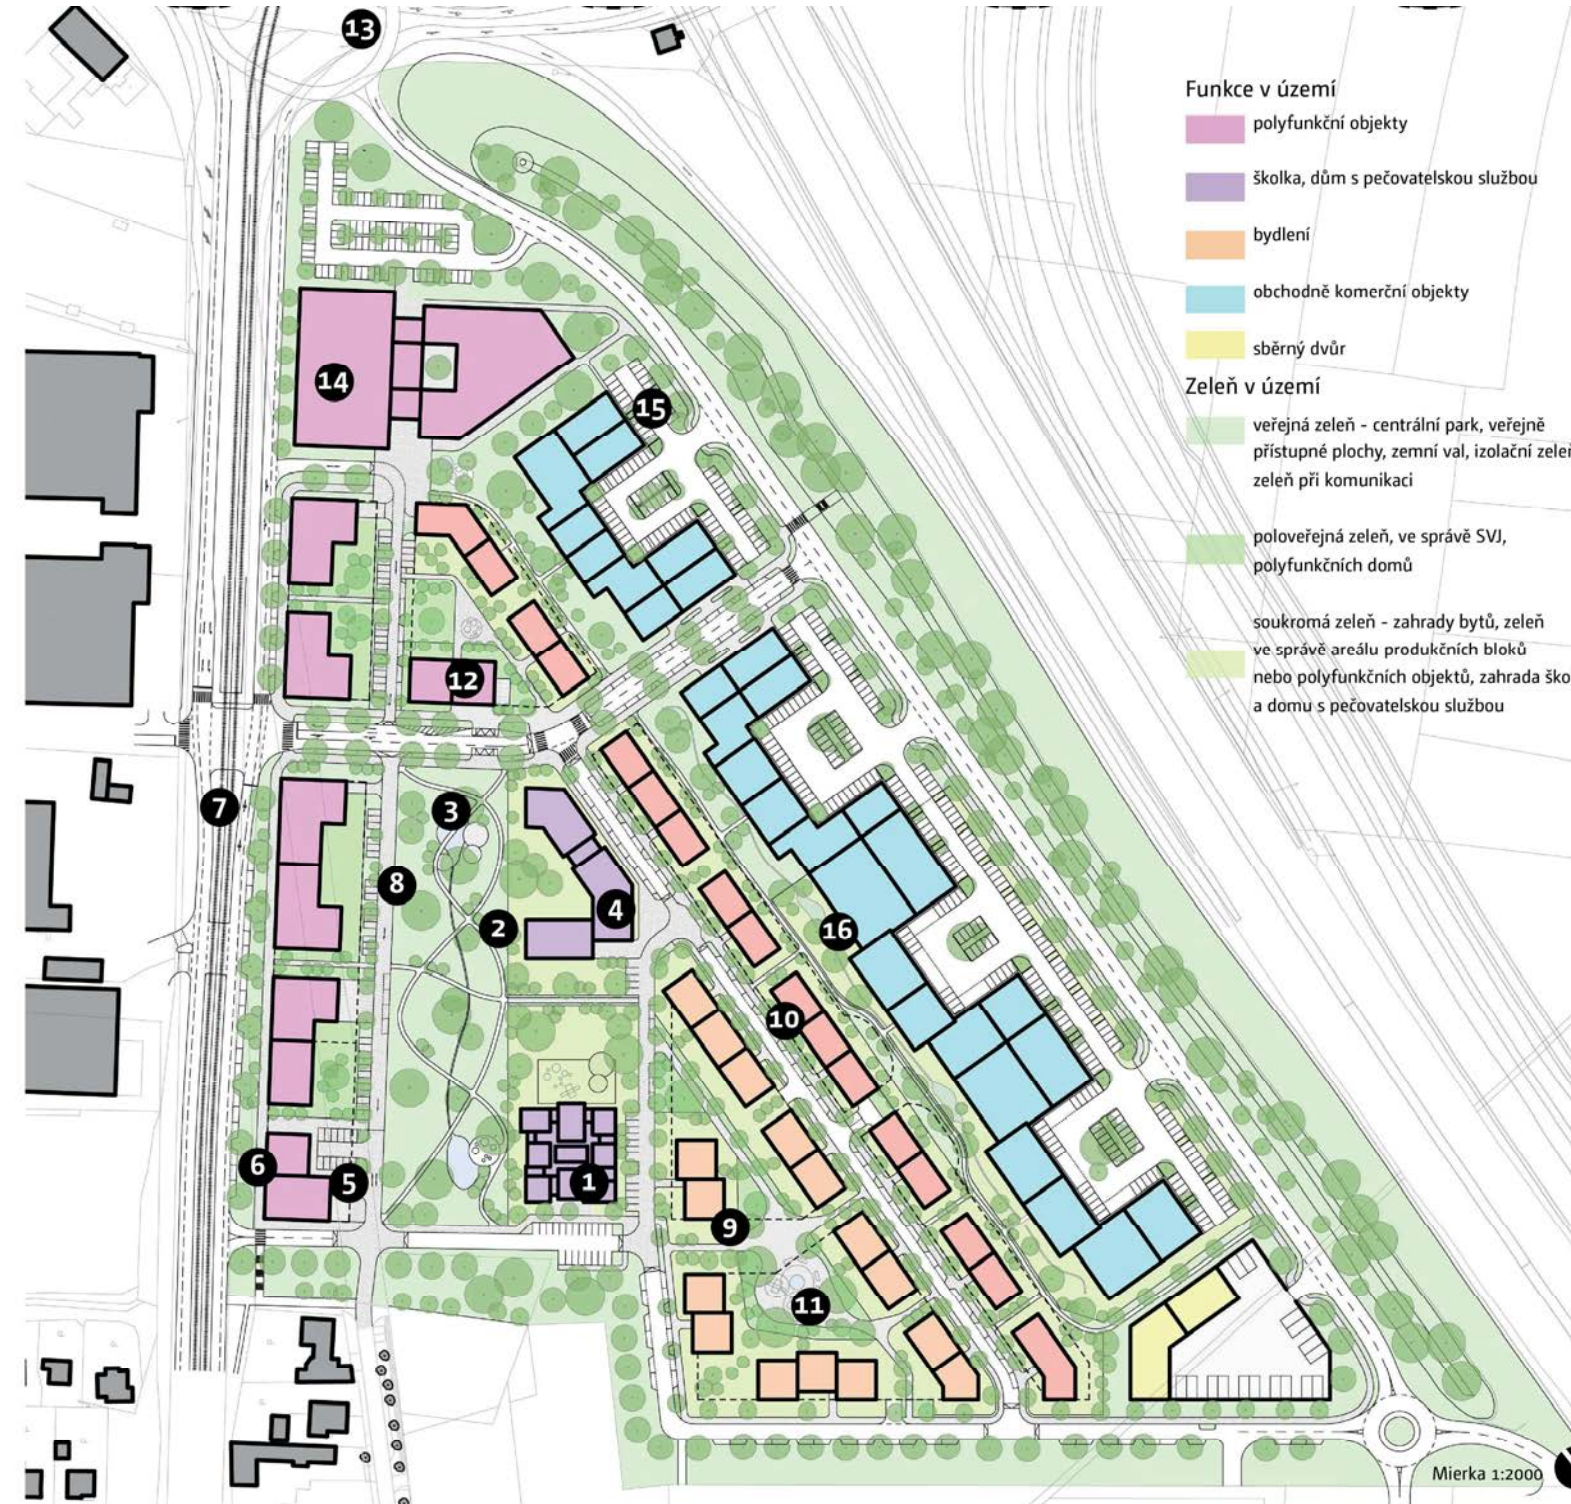 13
Funkce v území
polyfunkční objekty
školka, dům s pečovatelskou službou
bydlení
obchodně komerční objekty
sběrný dvůr
Zeleň v území
veřejná zeleň - centrální park, veřejně
přístupné plochy, zemní val, izolační zeleň
zeleň při komunikaci
poloveřejná zeleň, ve správě SVJ,
polyfunkčních domů
soukromá zeleň - zahrady bytů, zeleň
ve správě areálu produkčních bloků
nebo polyfunkčních objektů, zahrada ško
a domu s pečovatelskou službou
14
15
12
7
3
8
4
2
16
10
6
5
1
9
11
Mierka 1:2000